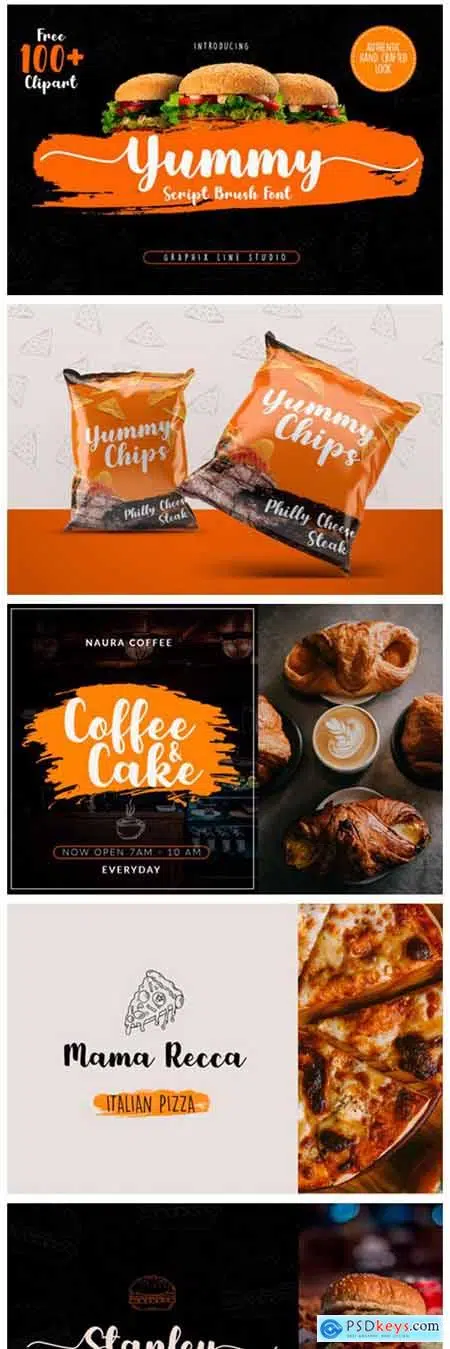 Free
100+
Clipart
INTRODUCING
AUTHENTIC
HAND CRAFTED
LOOK
Yummy
Script Brush Font
GRAPHIX LINE STUDIO
Yummy
Chips
Philly Cheese
Steak
Yummy
Chips
Philly Cheese
Steak
NAURA COFFEE
Coffee
&
Cake
NOW OPEN 7AM - 10 AM
EVERYDAY
Mama Recca
ITALIAN PIZZA
Stanley
PSDkeys.com